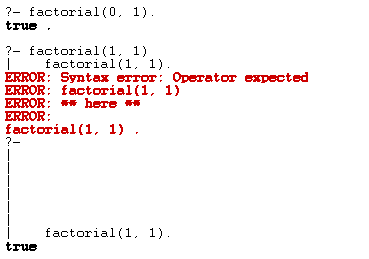 ?- factorial(0, 1).
true .

?- factorial(1, 1)
|    factorial(1, 1).
ERROR: Syntax error: Operator expected
ERROR: factorial(1, 1)
ERROR: ** here **
ERROR:
factorial(1, 1) .
?-
|
|
|
|
|
|
|    factorial(1, 1).
true